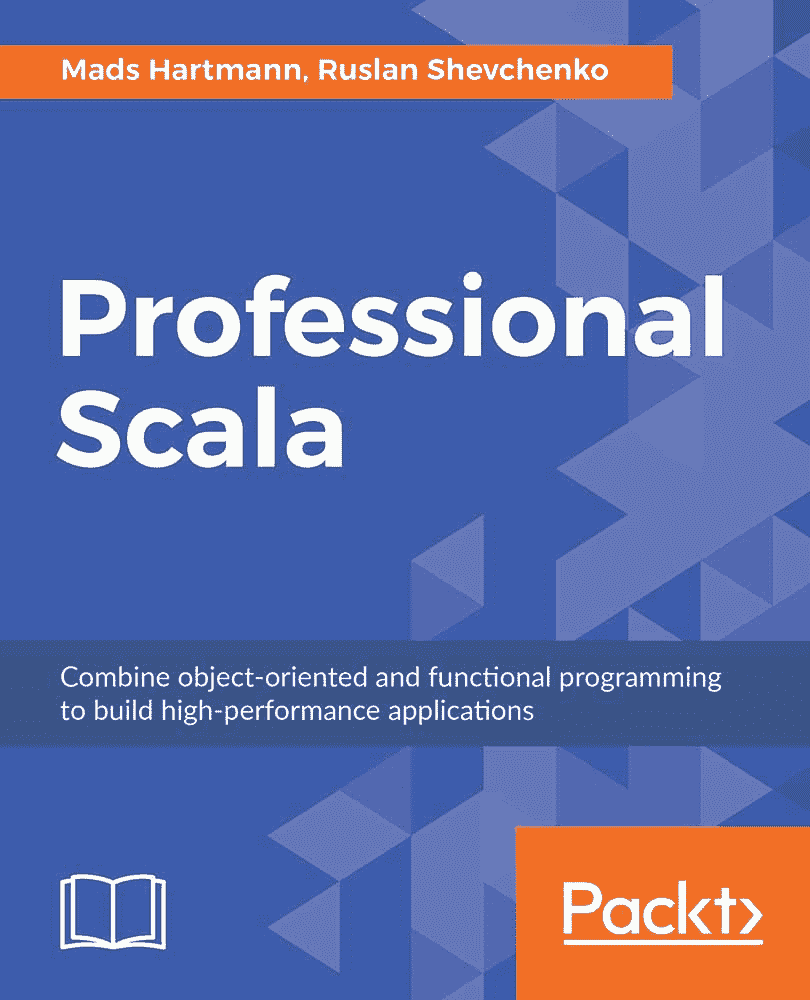 Mads Hartmann, Ruslan Shevchenko
Professional
Scala
Combine object-oriented and functional programming
to build high-performance applications
Packt>